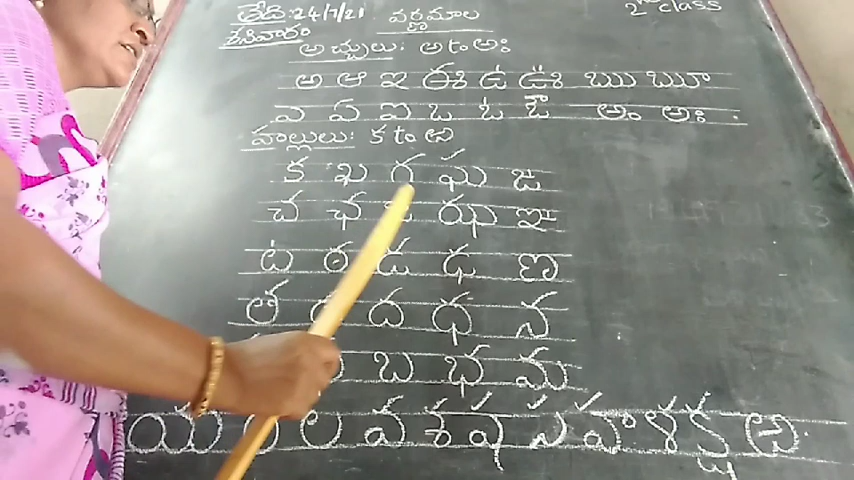 తేది:24/7/21 వర్ణమాల 2nd class
శనివారం
అచ్చులు: అ to అః
అ ఆ ఇ ఈ ఉ ఊ ఋ ౠ
ఎ ఏ ఐ ఒ ఓ ఔ అం అః
హల్లులు: క to ఱ
క ఖ గ ఘ ఙ
చ ఛ ఝ ఞ
ట ఠ డ ఢ ణ
త ద ధ న
బ భ మ
య ల వ శ ష స హ ళ క్ష ఱ